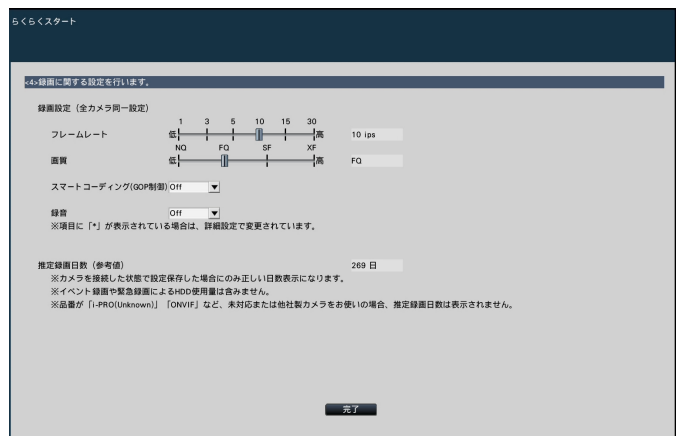 らくらくスタート
<4>録画に関する設定を行います。
録画設定（全カメラ同一設定）
1 3 5 10 15 30
フレームレート 低 高 10 ips
NQ FQ SF XF
画質 低 高 FQ
スマートコーディング(GOP制御) Off
録音 Off
※項目に「*」が表示されている場合は、詳細設定で変更されています。
推定録画日数（参考値） 269 日
※カメラを接続した状態で設定保存した場合にのみ正しい日数表示になります。
※イベント録画や緊急録画によるHDD使用量は含みません。
※品番が「i-PRO(Unknown)」「ONVIF」など、未対応または他社製カメラをお使いの場合、推定録画日数は表示されません。
完了